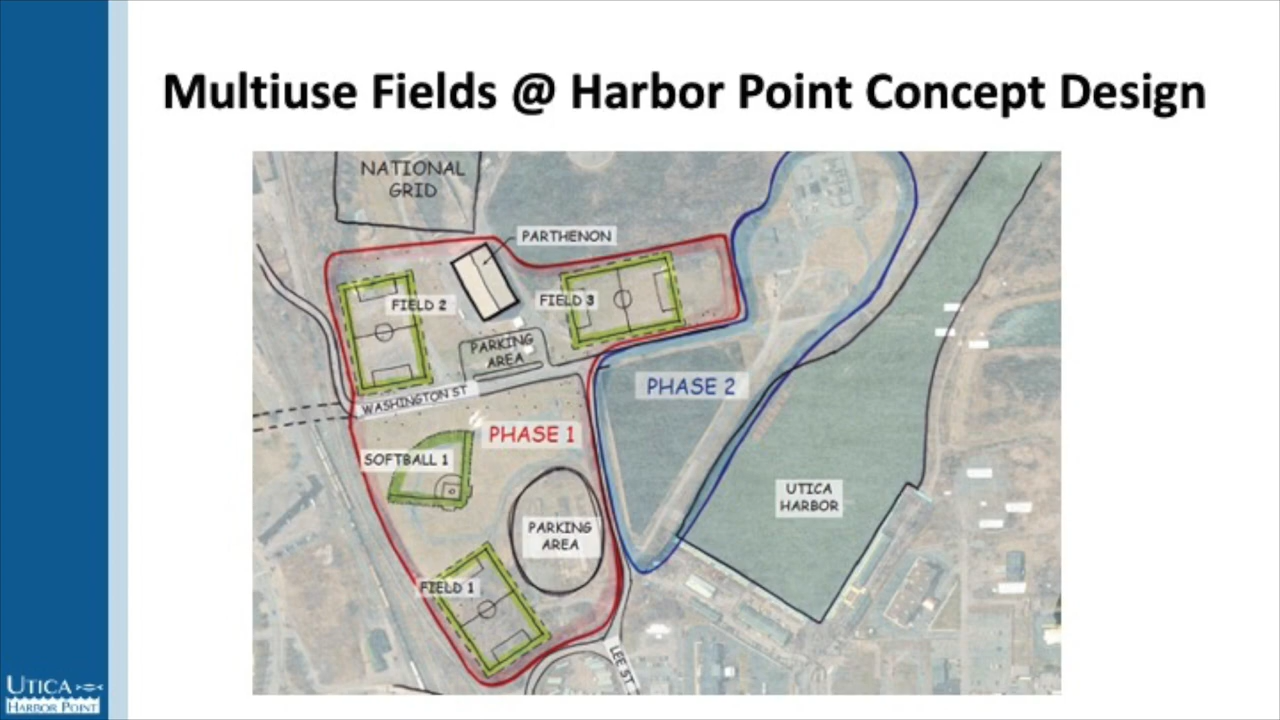 Multiuse Fields @ Harbor Point Concept Design
NATIONAL
GRID
PARTHENON
FIELD 2
FIELD 3
PARKING
AREA
WASHINGTON ST
PHASE 2
PHASE 1
SOFTBALL 1
UTICA
HARBOR
PARKING
AREA
FIELD 1
LEE ST
UTICA
HARBOR POINT